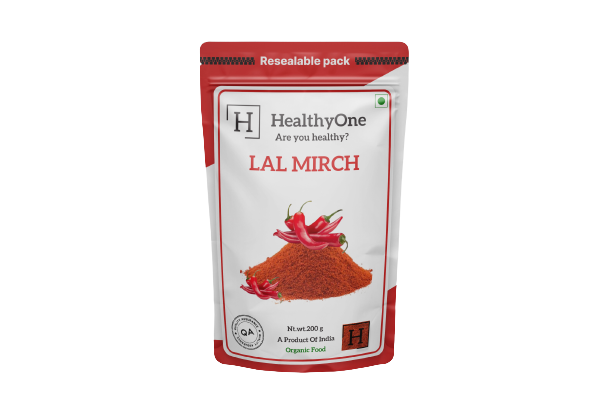 Resealable pack
H
HealthyOne
Are you healthy?
LAL MIRCH
QA
Nt.wt.200 g
A Product Of India
Organic Food
H